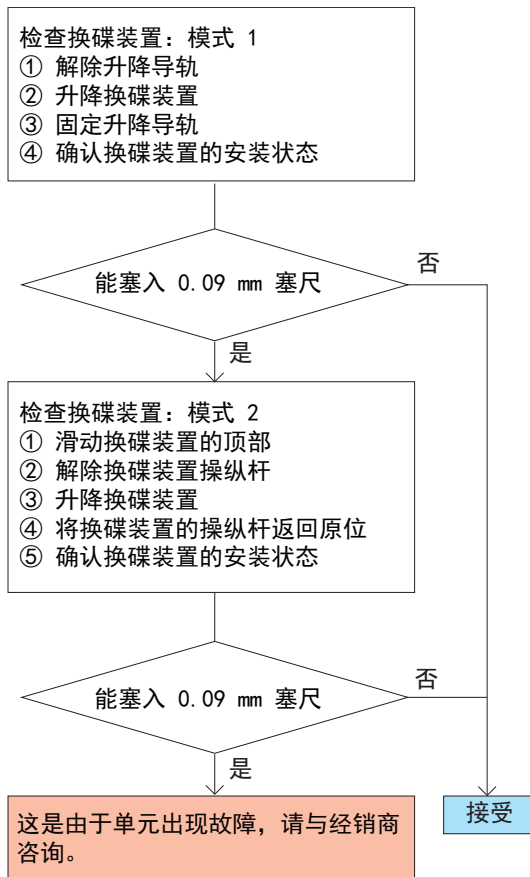 检查换碟装置：模式 1
① 解除升降导轨
② 升降换碟装置
③ 固定升降导轨
④ 确认换碟装置的安装状态
能塞入 0.09 mm 塞尺
否
是
检查换碟装置：模式 2
① 滑动换碟装置的顶部
② 解除换碟装置操纵杆
③ 升降换碟装置
④ 将换碟装置的操纵杆返回原位
⑤ 确认换碟装置的安装状态
能塞入 0.09 mm 塞尺
否
是
这是由于单元出现故障，请与经销商
咨询。
接受